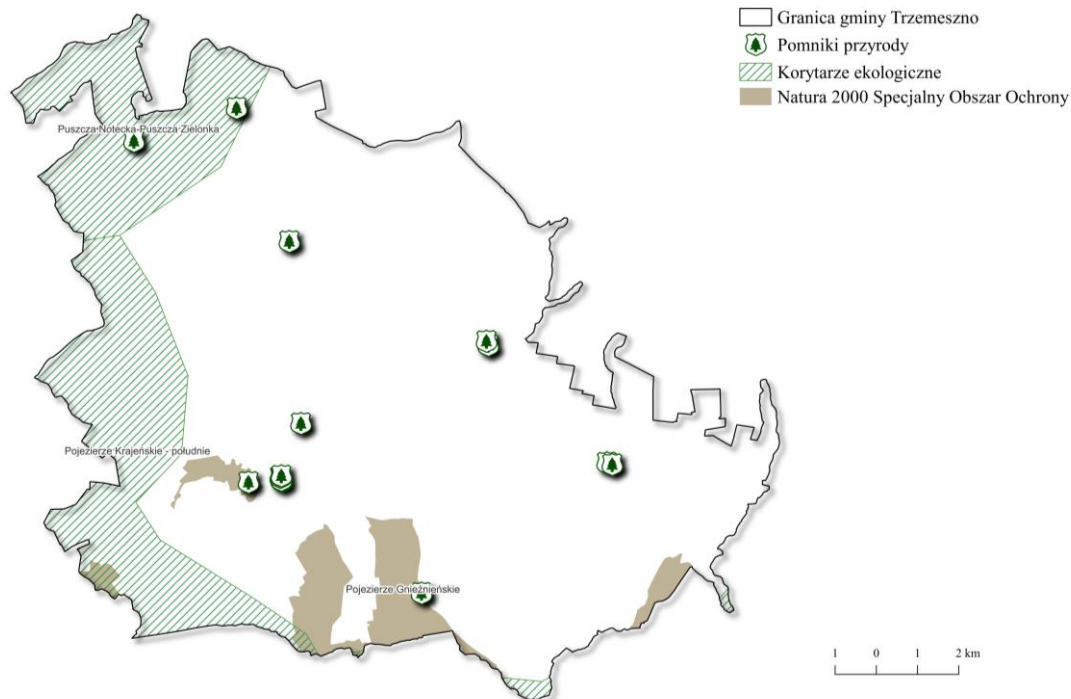 Granica gminy Trzemeszno
Pomniki przyrody
Korytarze ekologiczne
Natura 2000 Specjalny Obszar Ochrony
Puszcza Notecka-Puszcza Zielonka
Pojezierze Krajeńskie - południe
Pojezierze Gnieźnieńskie
1 0 1 2 km